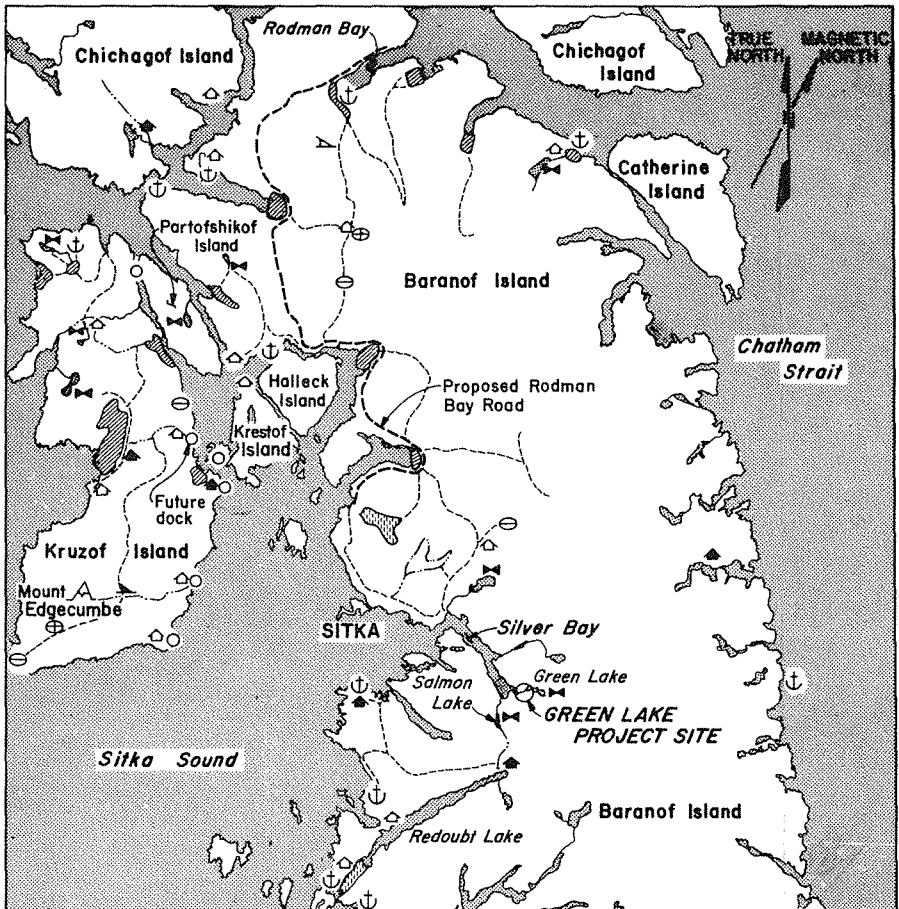 Rodman Bay
Chichagof Island
Chichagof
Island
TRUE
NORTH
MAGNETIC
NORTH
Catherine
Island
Partofshikof
Island
Baranof Island
Chatham
Strait
Halleck
Island
Proposed Rodman
Bay Road
Krestof
Island
Future
dock
Kruzof Island
Mount
Edgecumbe
SITKA
Silver Bay
Salmon
Lake
Green Lake
GREEN LAKE
PROJECT SITE
Sitka Sound
Baranof Island
Redoubt Lake